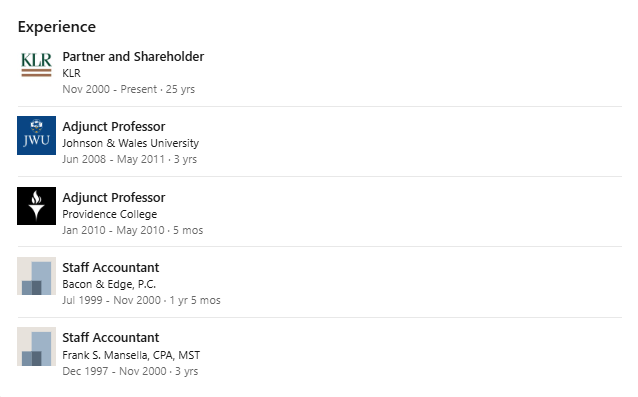 Experience
KLR
Partner and Shareholder
KLR
Nov 2000 - Present · 25 yrs
JWU
Adjunct Professor
Johnson & Wales University
Jun 2008 - May 2011 · 3 yrs
Adjunct Professor
Providence College
Jan 2010 - May 2010 · 5 mos
Staff Accountant
Bacon & Edge, P.C.
Jul 1999 - Nov 2000 · 1 yr 5 mos
Staff Accountant
Frank S. Mansella, CPA, MST
Dec 1997 - Nov 2000 · 3 yrs